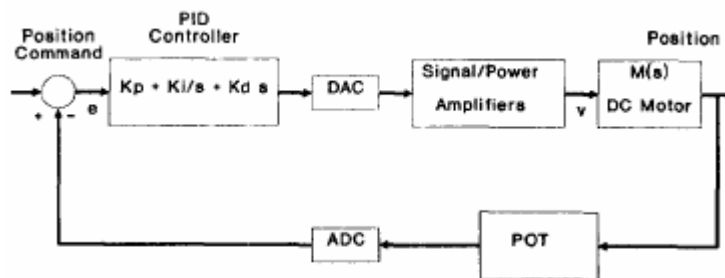 PID
Controller
Position
Command
Position
Kp + Ki/s + Kd s
DAC
Signal/Power
Amplifiers
M(s)
DC Motor
+
-
e
v
ADC
POT